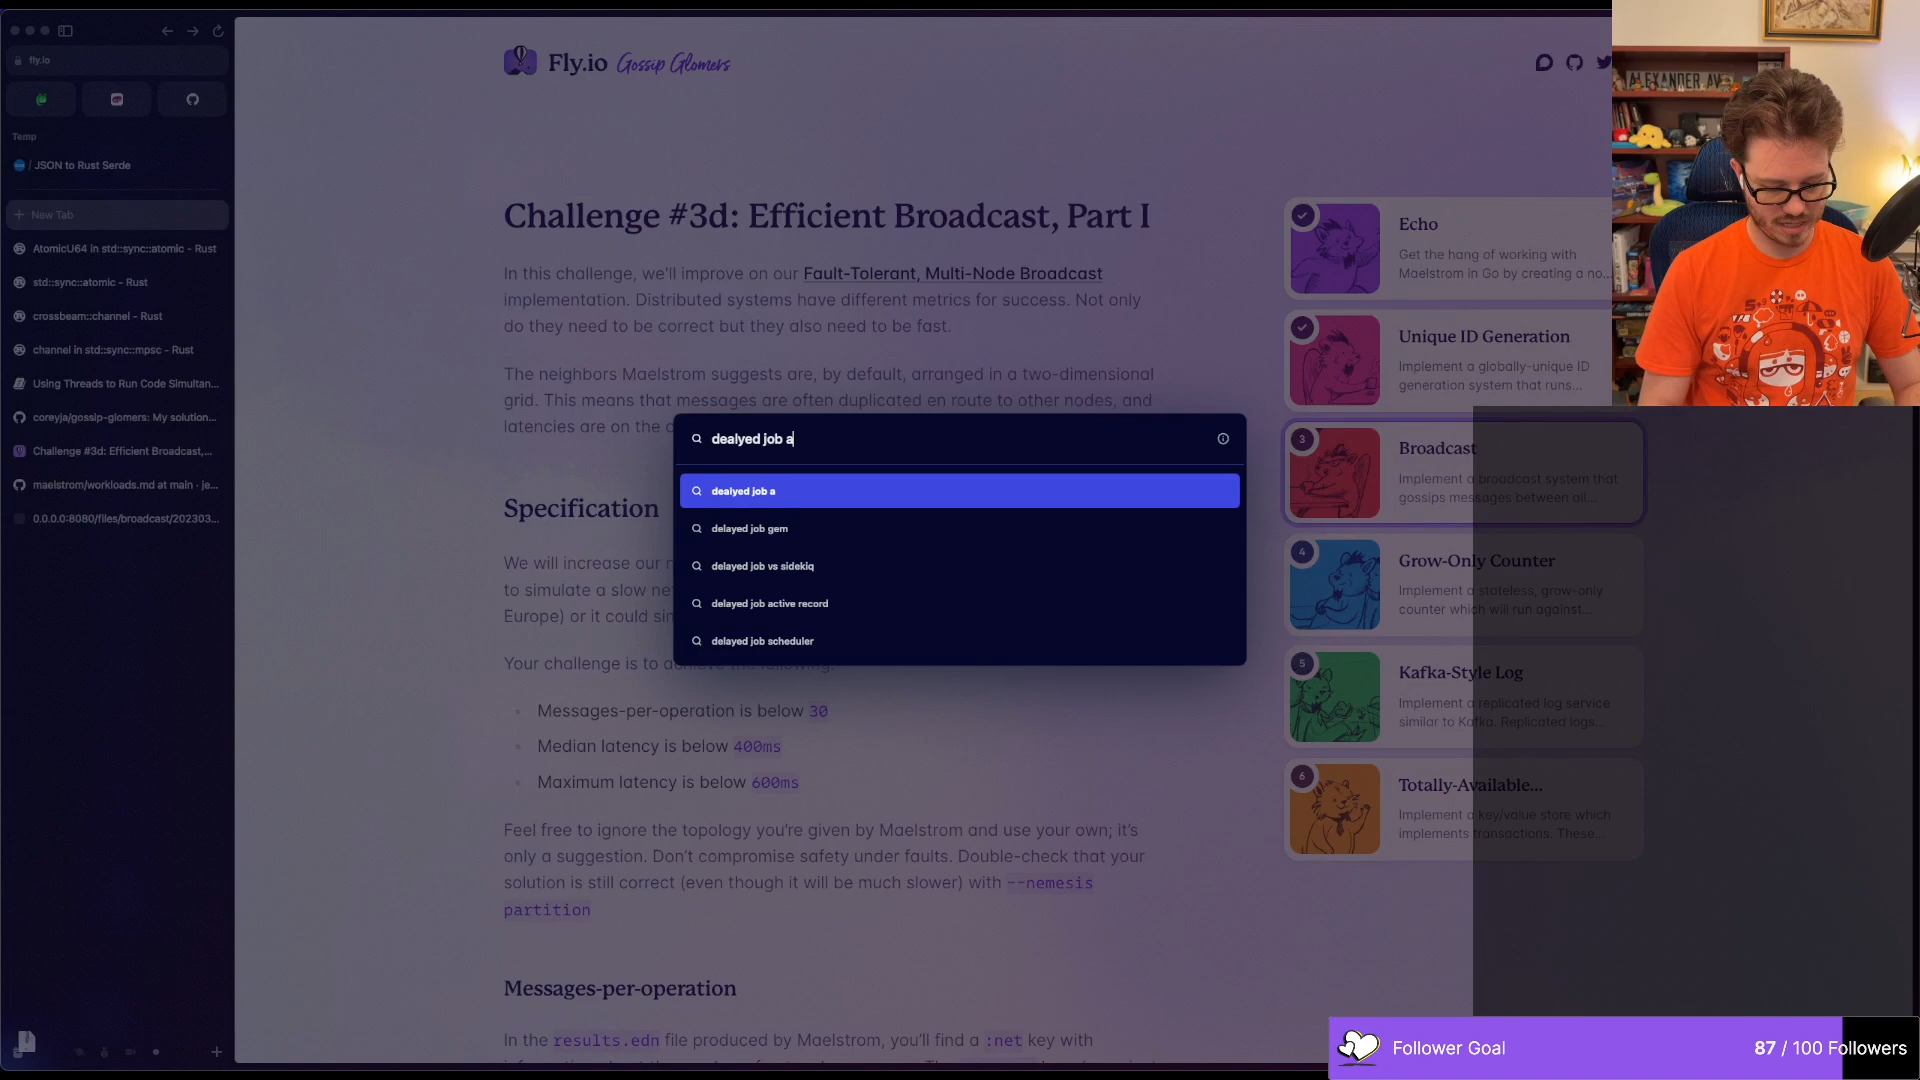 fly.io
Temp
/ JSON to Rust Serde
New Tab
AtomicU64 in std::sync::atomic - Rust
std::sync::atomic - Rust
crossbeam::channel - Rust
channel in std::sync::mpsc - Rust
Using Threads to Run Code Simultan...
coreyja/gossip-glomers: My solution...
Challenge #3d: Efficient Broadcast,...
maelstrom/workloads.md at main · je...
0.0.0.0:8080/files/broadcast/202303...
Fly.io Gossip Glomers
Challenge #3d: Efficient Broadcast, Part I
In this challenge, we'll improve on our Fault-Tolerant, Multi-Node Broadcast
implementation. Distributed systems have different metrics for success. Not only
do they need to be correct but they also need to be fast.
The neighbors Maelstrom suggests are, by default, arranged in a two-dimensional
grid. This means that messages are often duplicated en route to other nodes, and
latencies are on the
dealyed job a
dealyed job a
delayed job gem
delayed job vs sidekiq
delayed job active record
delayed job scheduler
Specification
We will increase our
to simulate a slow
Europe) or it could
Your challenge is to achieve the following:
Messages-per-operation is below 30
Median latency is below 400ms
Maximum latency is below 600ms
Feel free to ignore the topology you're given by Maelstrom and use your own; it's
only a suggestion. Don't compromise safety under faults. Double-check that your
solution is still correct (even though it will be much slower) with --nemesis
partition
Messages-per-operation
In the results.edn file produced by Maelstrom, you'll find a :net key with
Echo
Get the hang of working with
Maelstrom in Go by creating a no...
Unique ID Generation
Implement a globally-unique ID
generation system that runs...
3
Broadcast
Implement a broadcast system that
gossips messages between all...
4
Grow-Only Counter
Implement a stateless, grow-only
counter which will run against...
5
Kafka-Style Log
Implement a replicated log service
similar to Kafka. Replicated logs...
6
Totally-Available...
Implement a key/value store which
implements transactions. These...
ALEXANDER AV
Follower Goal
87 / 100 Followers